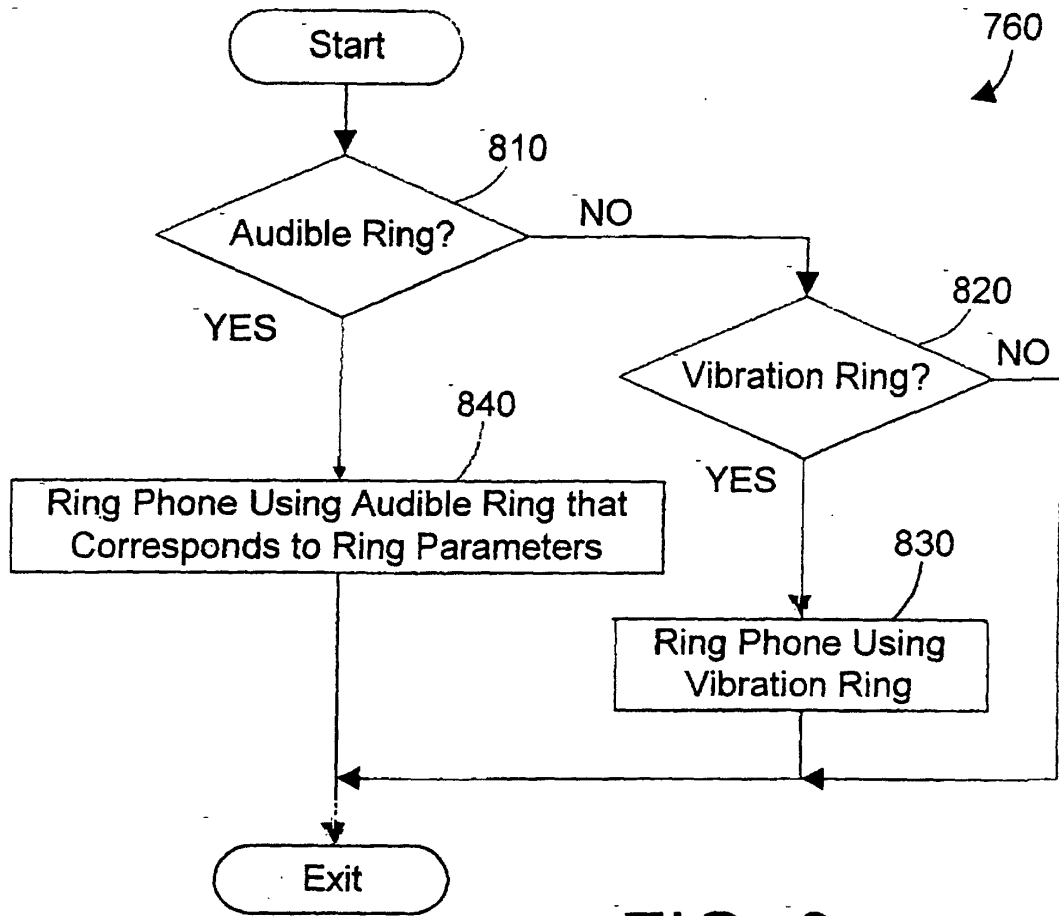 Start
760
810
Audible Ring?
NO
YES
820
Vibration Ring?
NO
840
YES
Ring Phone Using Audible Ring that
Corresponds to Ring Parameters
830
Ring Phone Using
Vibration Ring
Exit